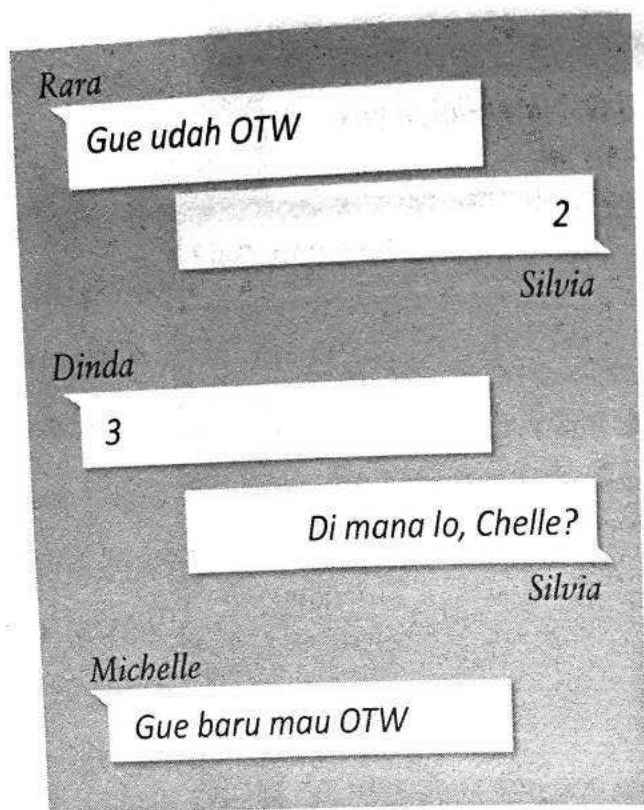 Rara
Gue udah OTW
2
Silvia
Dinda
3
Di mana lo, Chelle?
Silvia
Michelle
Gue baru mau OTW